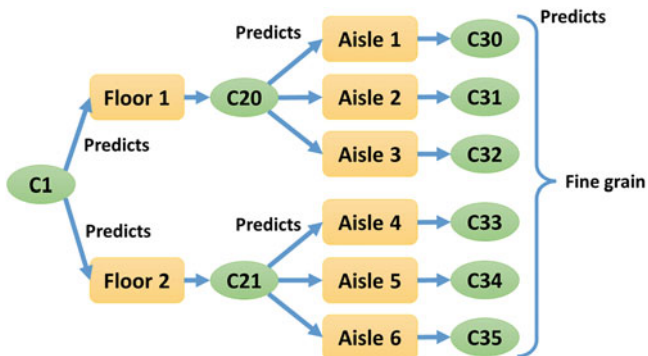 Predicts
Predicts
Aisle 1
C30
Floor 1
C20
Aisle 2
C31
Predicts
Aisle 3
C32
C1
Fine grain
Predicts
Predicts
Aisle 4
C33
Floor 2
C21
Aisle 5
C34
Aisle 6
C35